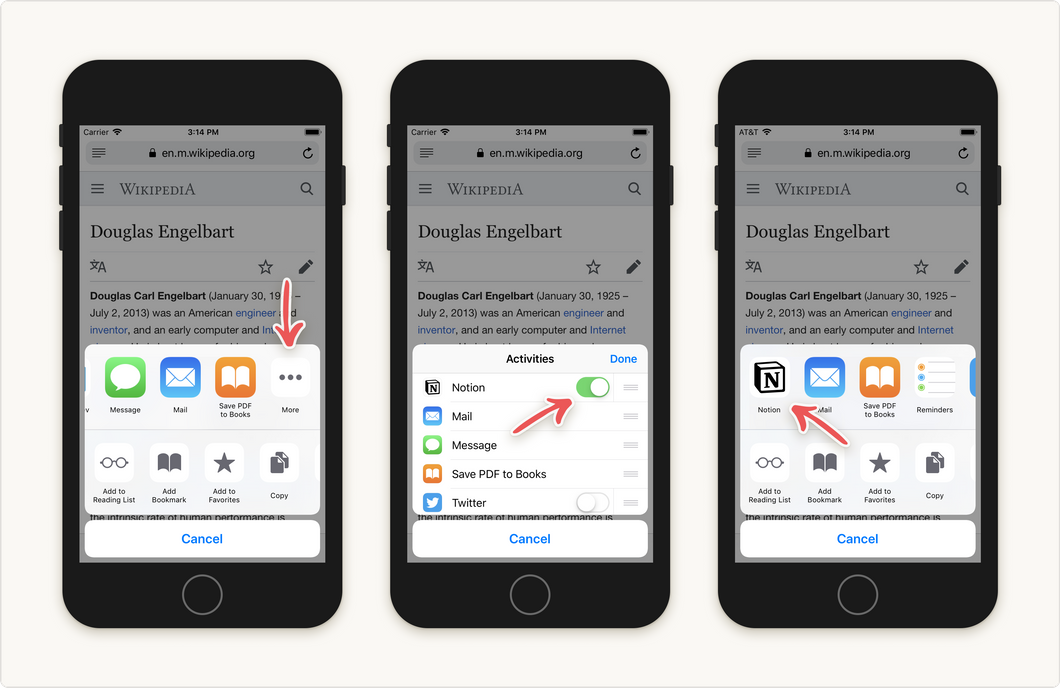 Carrier 3:14 PM
en.m.wikipedia.org
WIKIPEDIA
Douglas Engelbart
Douglas Carl Engelbart (January 30, –
July 2, 2013) was an American engineer and
inventor, and an early computer and
Message Mail Save PDF to Books More
Add to Reading List Add Bookmark Add to Favorites Copy
the intrinsic rate of human performance is
Cancel
Carrier 3:14 PM
en.m.wikipedia.org
WIKIPEDIA
Douglas Engelbart
Douglas Carl Engelbart (January 30, 1925 –
July 2, 2013) was an American engineer and
inventor, and an early computer and Internet
Activities Done
Notion
Mail
Message
Save PDF to Books
Twitter
the intrinsic rate of human performance is
Cancel
AT&T 3:14 PM
en.m.wikipedia.org
WIKIPEDIA
Douglas Engelbart
Douglas Carl Engelbart (January 30, 1925 –
July 2, 2013) was an American engineer and
inventor, and an early computer and Internet
Notion Mail Save PDF to Books Reminders
Add to Reading List Add Bookmark Add to Favorites Copy
the intrinsic rate of human performance is
Cancel